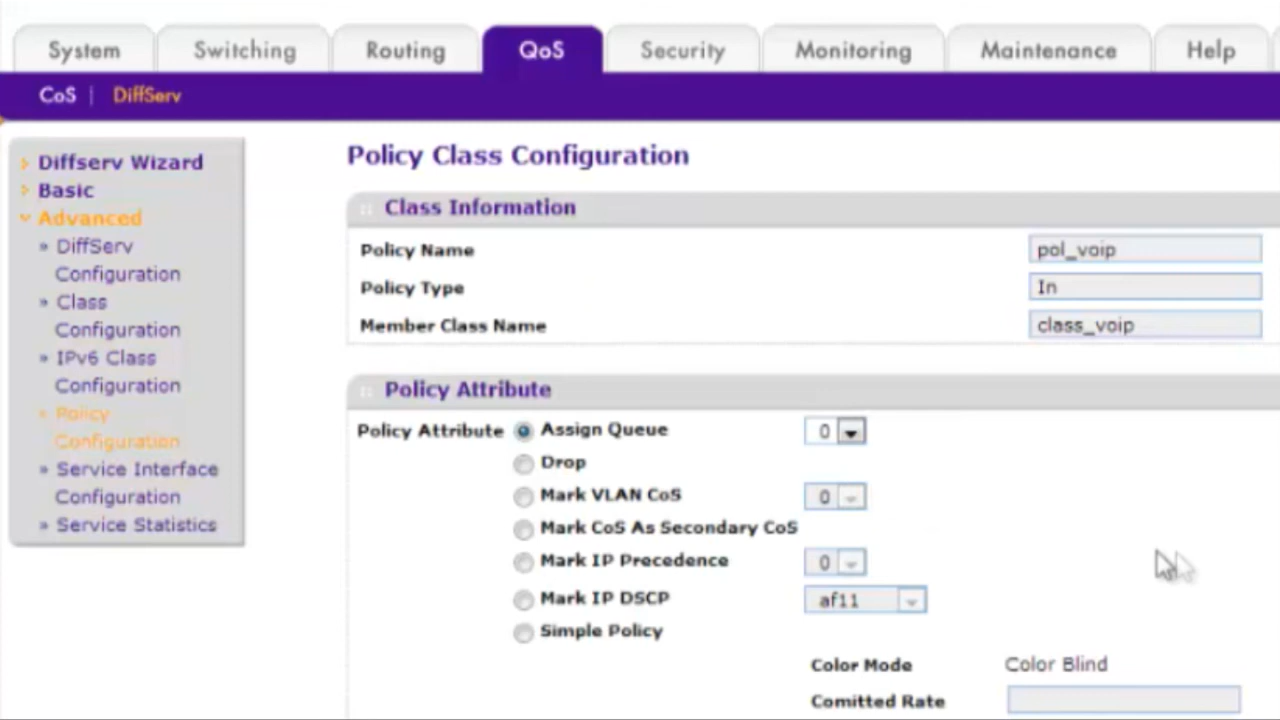 System Switching Routing QoS Security Monitoring Maintenance Help
CoS | DiffServ
Diffserv Wizard
Basic
Advanced
» DiffServ
Configuration
» Class
Configuration
» IPv6 Class
Configuration
» Policy
Configuration
» Service Interface
Configuration
» Service Statistics
Policy Class Configuration
Class Information
Policy Name pol_voip
Policy Type In
Member Class Name class_voip
Policy Attribute
Policy Attribute Assign Queue 0
Drop
Mark VLAN CoS 0
Mark CoS As Secondary CoS
Mark IP Precedence 0
Mark IP DSCP af11
Simple Policy
Color Mode Color Blind
Comitted Rate